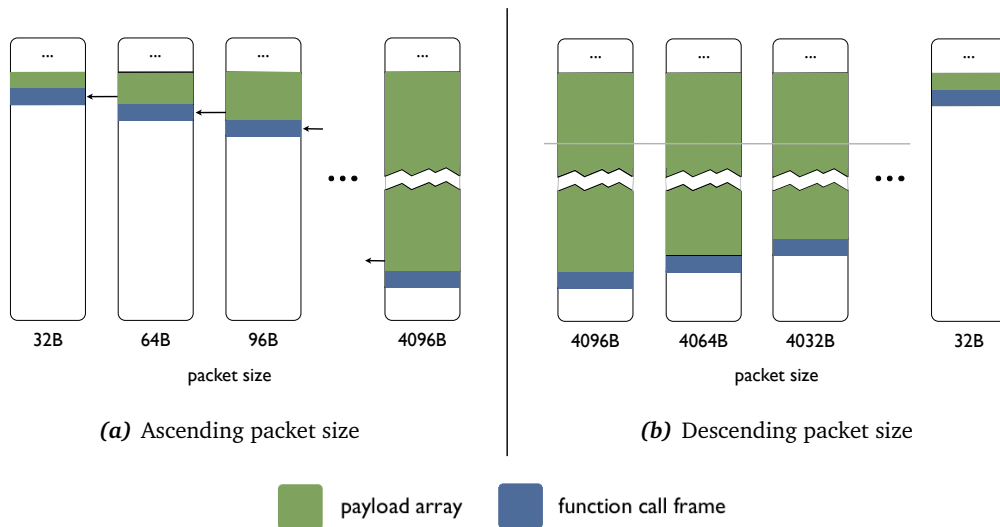 ... ... ... ...
32B 64B 96B 4096B
packet size
(a) Ascending packet size
... ... ... ...
4096B 4064B 4032B 32B
packet size
(b) Descending packet size
payload array
function call frame